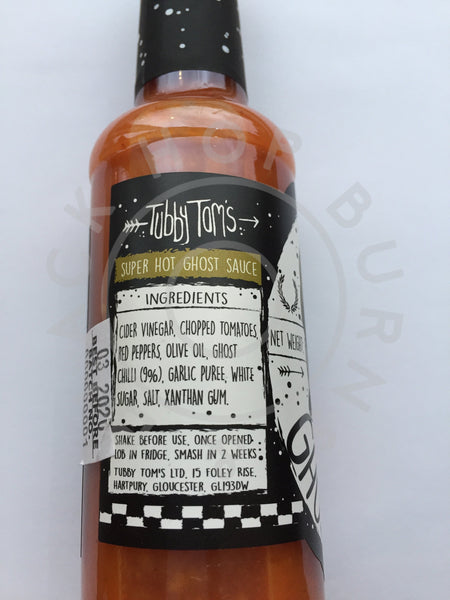 Tubby Tom's
SUPER HOT GHOST SAUCE
INGREDIENTS
CIDER VINEGAR, CHOPPED TOMATOES,
RED PEPPERS, OLIVE OIL, GHOST
CHILLI (9%), GARLIC PUREE, WHITE
SUGAR, SALT, XANTHAN GUM.
SHAKE BEFORE USE, ONCE OPENED
LOB IN FRIDGE, SMASH IN 2 WEEKS
TUBBY TOM'S LTD, 15 FOLEY RISE,
HARTPURY, GLOUCESTER, GL193DW
NET WEIGHT
BEST BEFORE